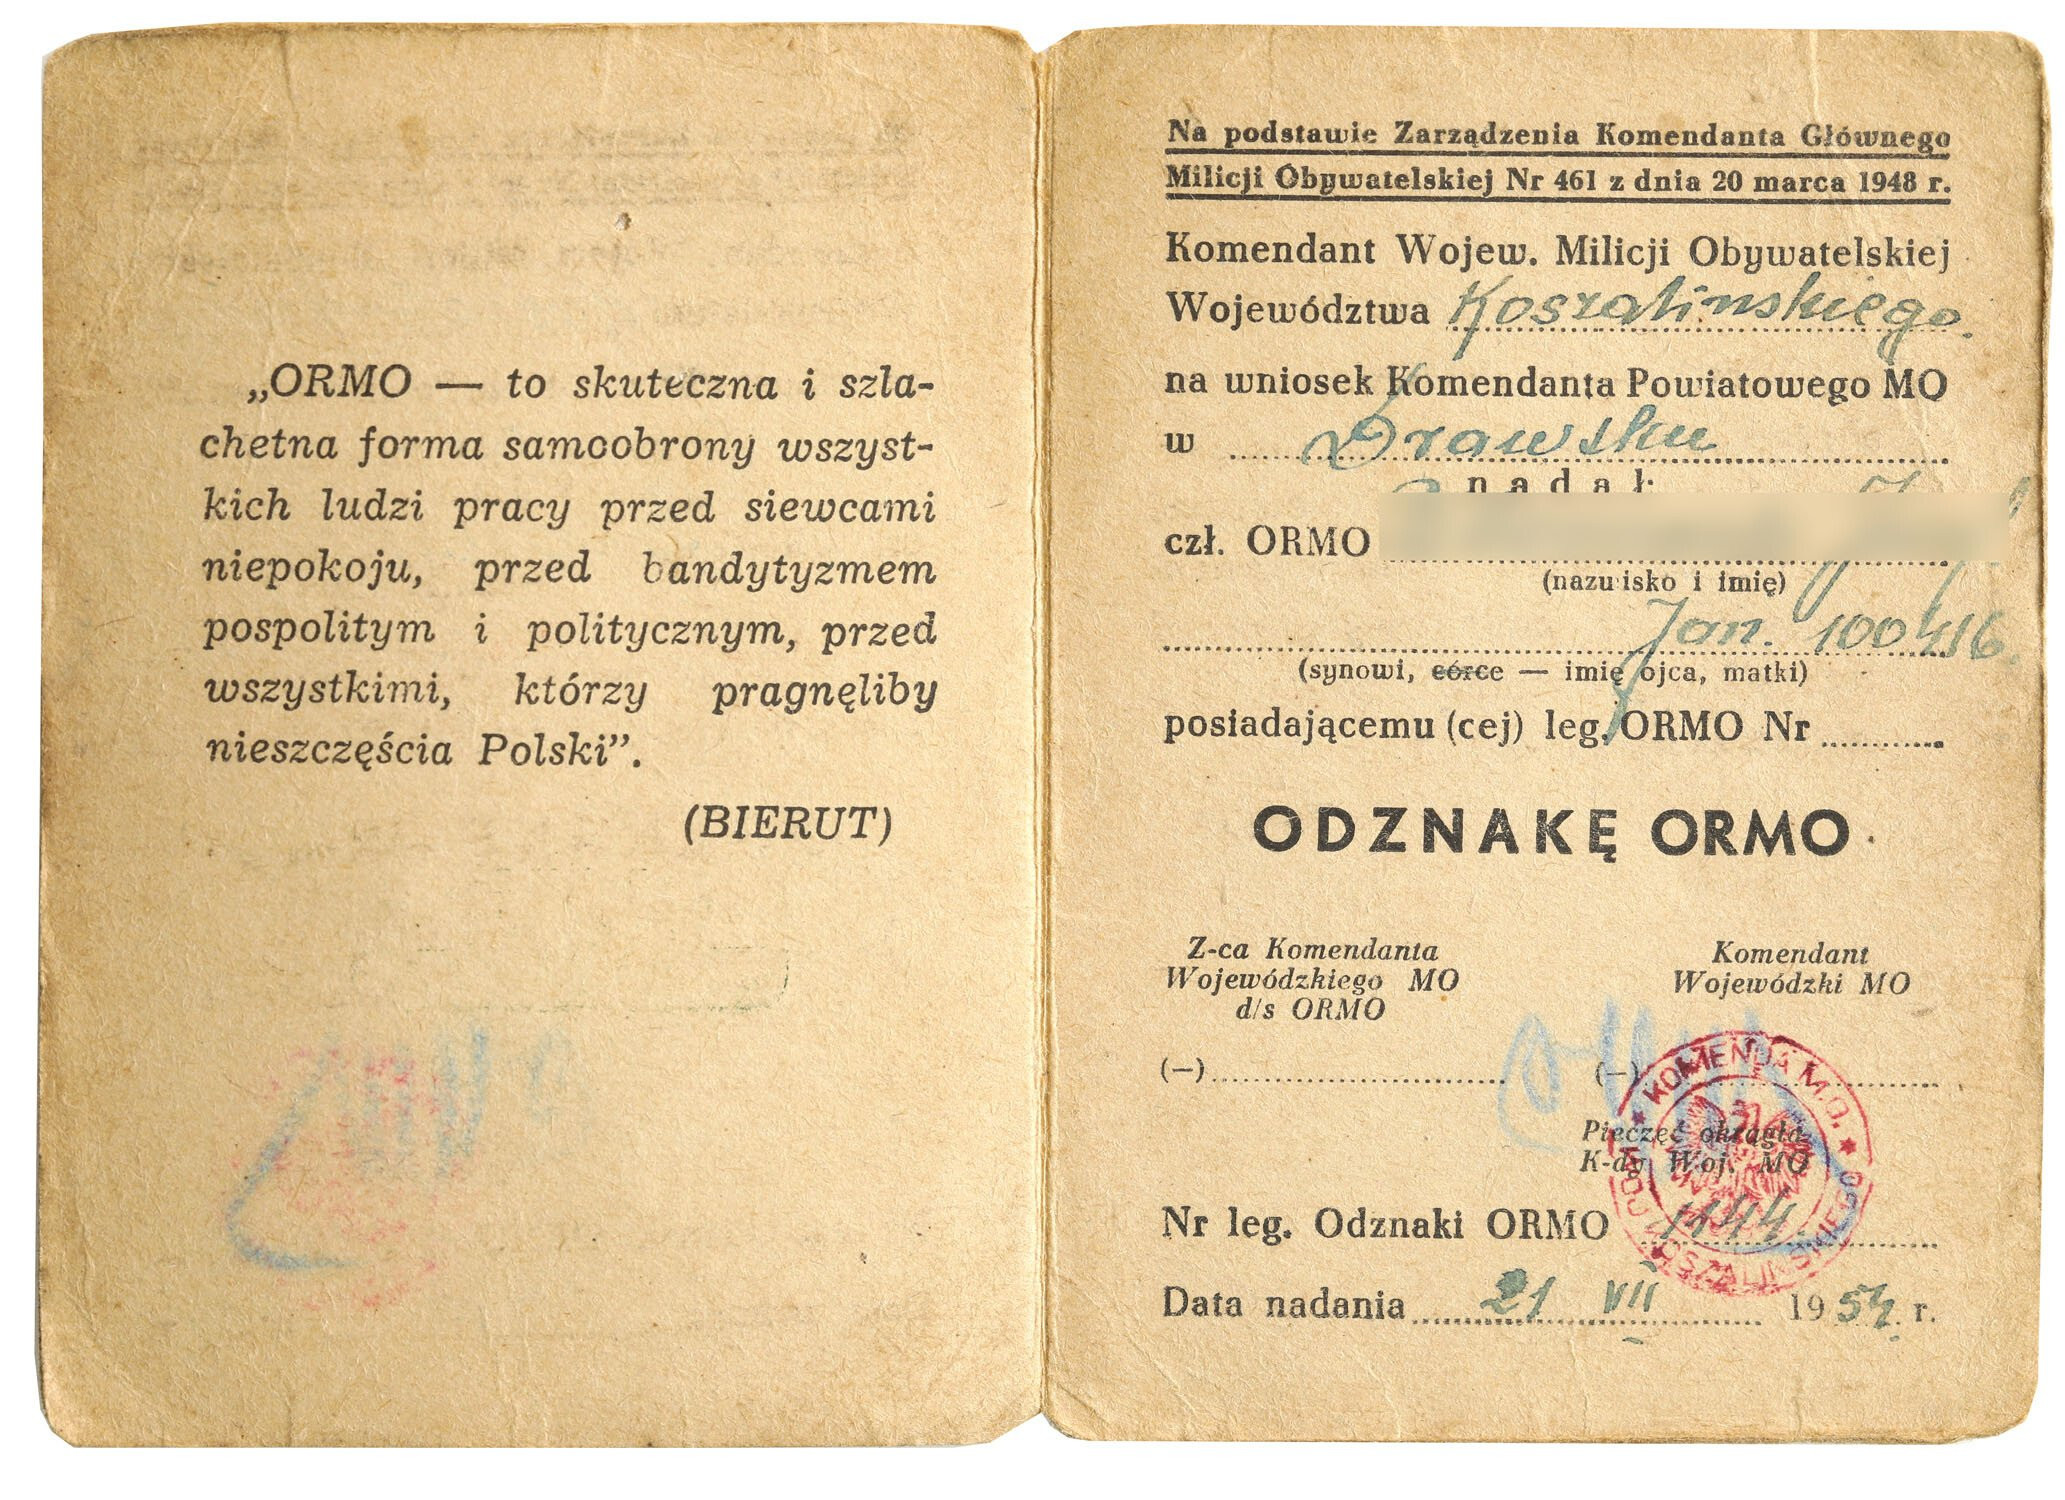 „ORMO — to skuteczna i szla-
chetna forma samoobrony wszyst-
kich ludzi pracy przed siewcami
niepokoju, przed bandytyzmem
pospolitym i politycznym, przed
wszystkimi, którzy pragnęliby
nieszczęścia Polski”.
(BIERUT)
Na podstawie Zarządzenia Komendanta Głównego
Milicji Obywatelskiej Nr 461 z dnia 20 marca 1948 r.
Komendant Wojew. Milicji Obywatelskiej
Województwa Koszalinskiego.
na wniosek Komendanta Powiatowego MO
w Drawsku
nadał:
czł. ORMO
(nazwisko i imię)
Jan. 100416.
(synowi, córce — imię ojca, matki)
posiadającemu (cej) leg. ORMO Nr
ODZNAKĘ ORMO
Z-ca Komendanta
Wojewódzkiego MO
d/s ORMO
Komendant
Wojewódzki MO
(—)
(—)
KOMENDA M.O. WOJ. KOSZALIŃSKIEGO
Pieczęć okrągła
K-dy Woj. MO
Nr leg. Odznaki ORMO 1144.
Data nadania 21 VII 1954 r.